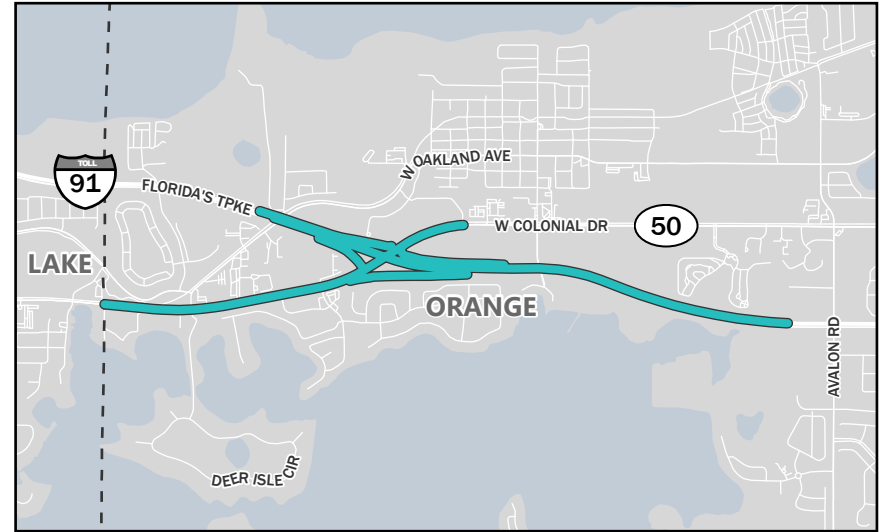 W OAKLAND AVE
TOLL
91
FLORIDA'S TPKE
W COLONIAL DR
50
LAKE
ORANGE
AVALON RD
DEER ISLE CIR